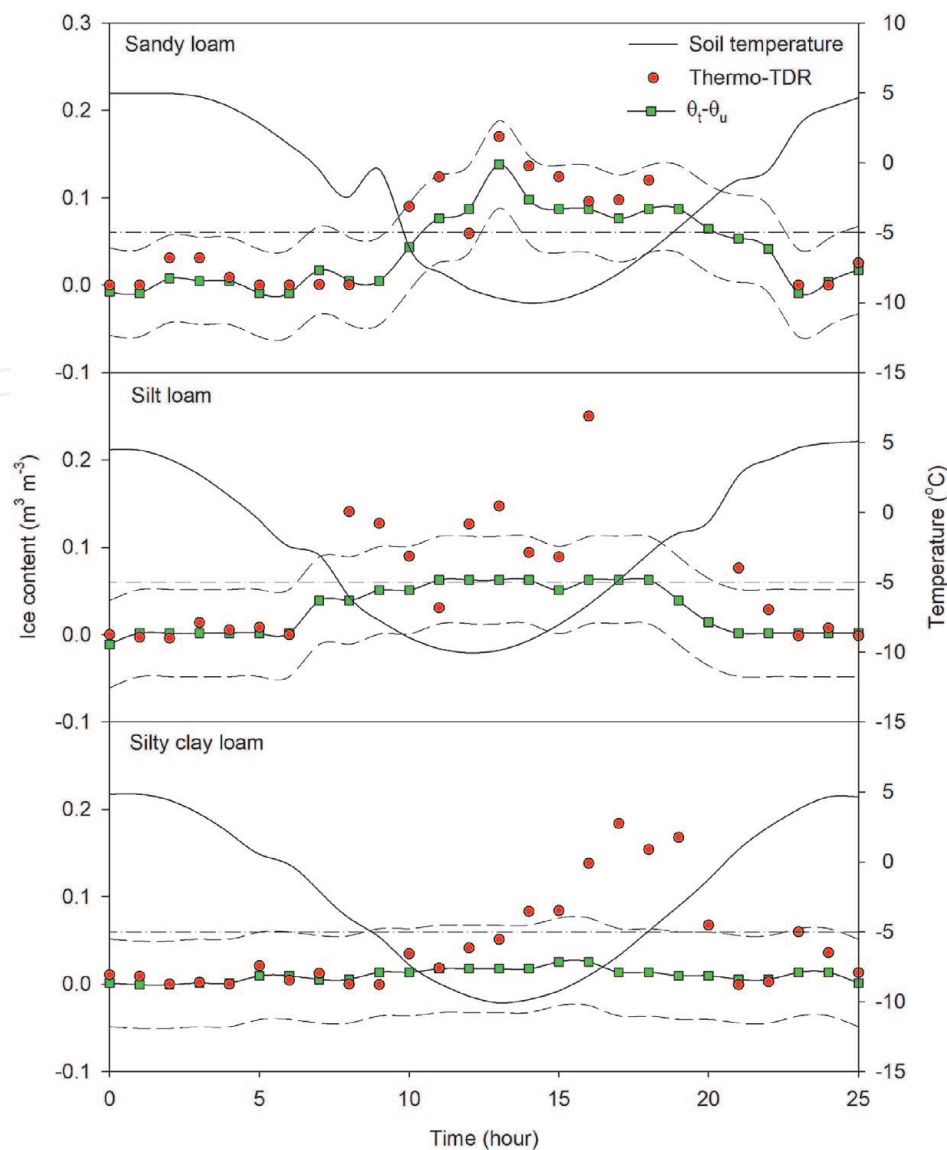 Sandy loam
Soil temperature
Thermo-TDR
θt-θu
0.3
0.2
0.1
0.0
-0.1
10
5
0
-5
-10
-15
Silt loam
0.2
0.1
0.0
-0.1
5
0
-5
-10
-15
Silty clay loam
0.2
0.1
0.0
-0.1
5
0
-5
-10
-15
Ice content (m³ m⁻³)
Temperature (°C)
0 5 10 15 20 25
Time (hour)